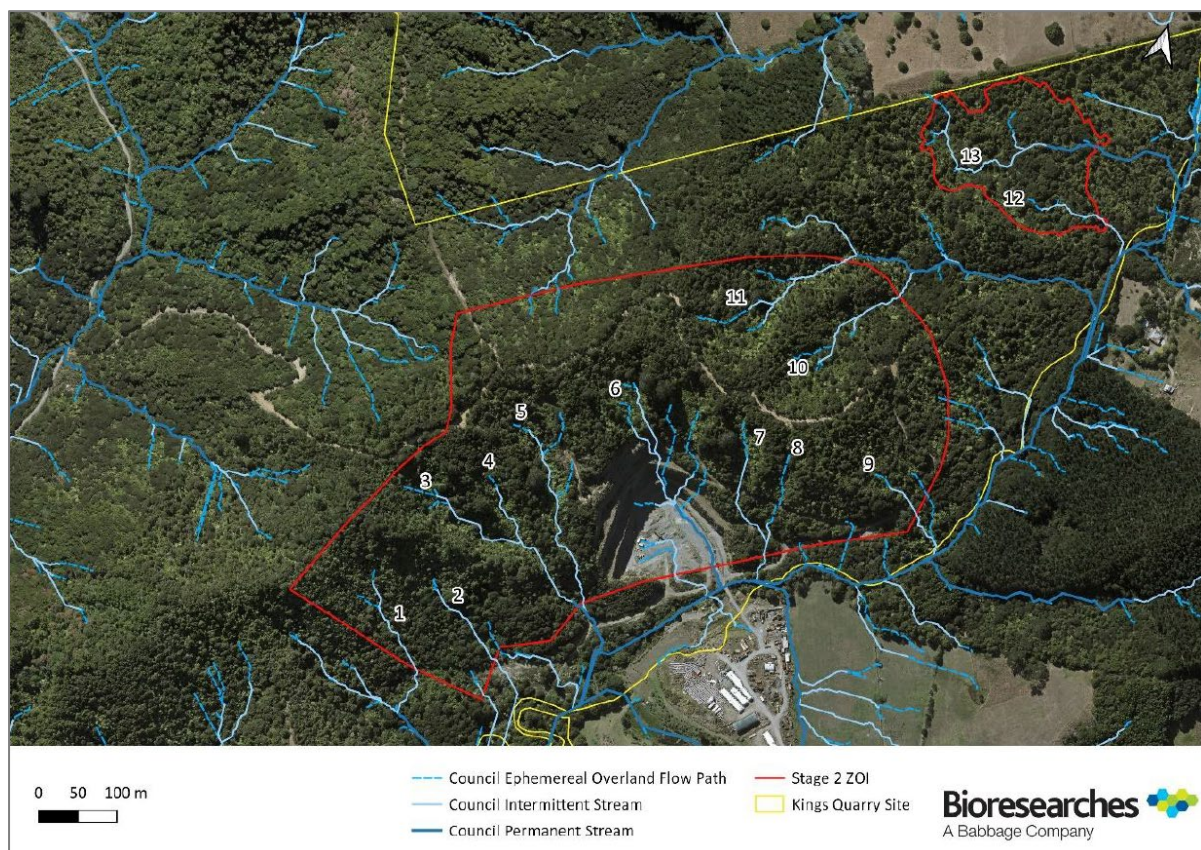 13
12
11
10
6
5
7
4
8
3
9
1
2
0 50 100 m
Council Ephemereal Overland Flow Path
Council Intermittent Stream
Council Permanent Stream
Stage 2 ZOI
Kings Quarry Site
Bioresearches
A Babbage Company